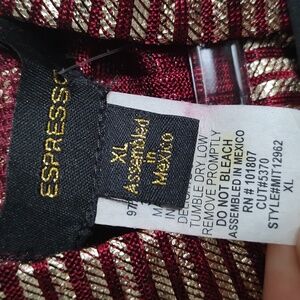 ESPRESSO
XL
Assembled
in
Mexico
97/
TUMBLE DRY LOW
REMOVE PROMPTLY
DO NOT BLEACH
ASSEMBLED IN MEXICO
RN # 101807
CUT#5370
STYLE#MIT12962
XL